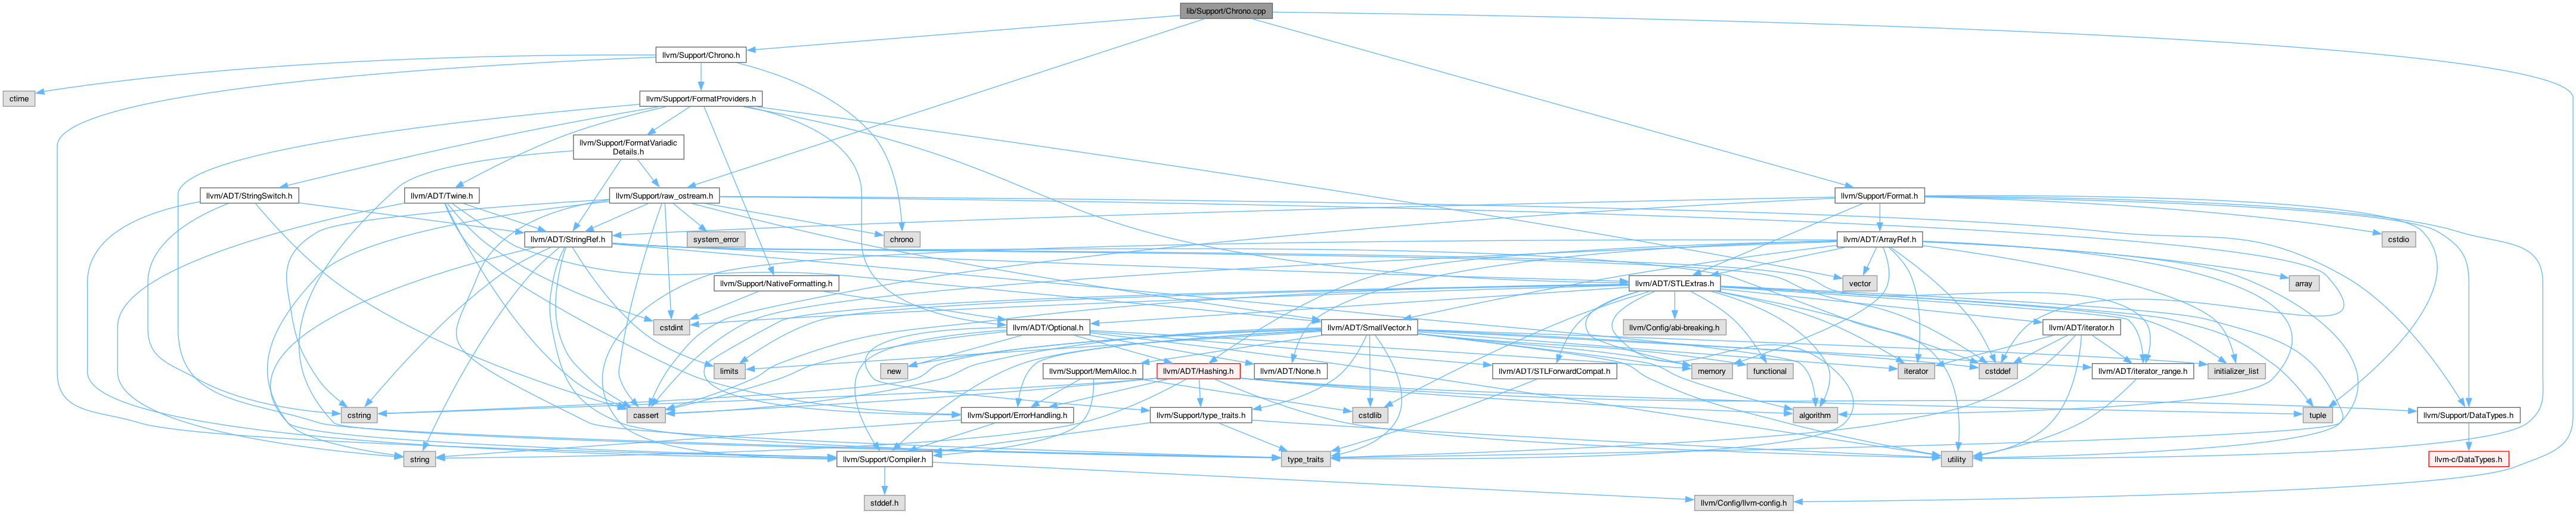 lib/Support/Chrono.cpp
llvm/Support/Chrono.h
ctime
llvm/Support/FormatProviders.h
llvm/Support/FormatVariadic
Details.h
llvm/ADT/StringSwitch.h
llvm/ADT/Twine.h
llvm/Support/raw_ostream.h
llvm/Support/Format.h
llvm/ADT/StringRef.h
system_error
chrono
llvm/ADT/ArrayRef.h
cstdio
llvm/Support/NativeFormatting.h
llvm/ADT/STLExtras.h
vector
array
cstdint
llvm/ADT/Optional.h
llvm/ADT/SmallVector.h
llvm/Config/abi-breaking.h
llvm/ADT/iterator.h
limits
new
llvm/Support/MemAlloc.h
llvm/ADT/Hashing.h
llvm/ADT/None.h
memory
functional
llvm/ADT/STLForwardCompat.h
iterator
cstddef
llvm/ADT/iterator_range.h
initializer_list
cstring
cassert
llvm/Support/ErrorHandling.h
llvm/Support/type_traits.h
cstdlib
algorithm
tuple
llvm/Support/DataTypes.h
string
llvm/Support/Compiler.h
type_traits
utility
llvm-c/DataTypes.h
stddef.h
llvm/Config/llvm-config.h